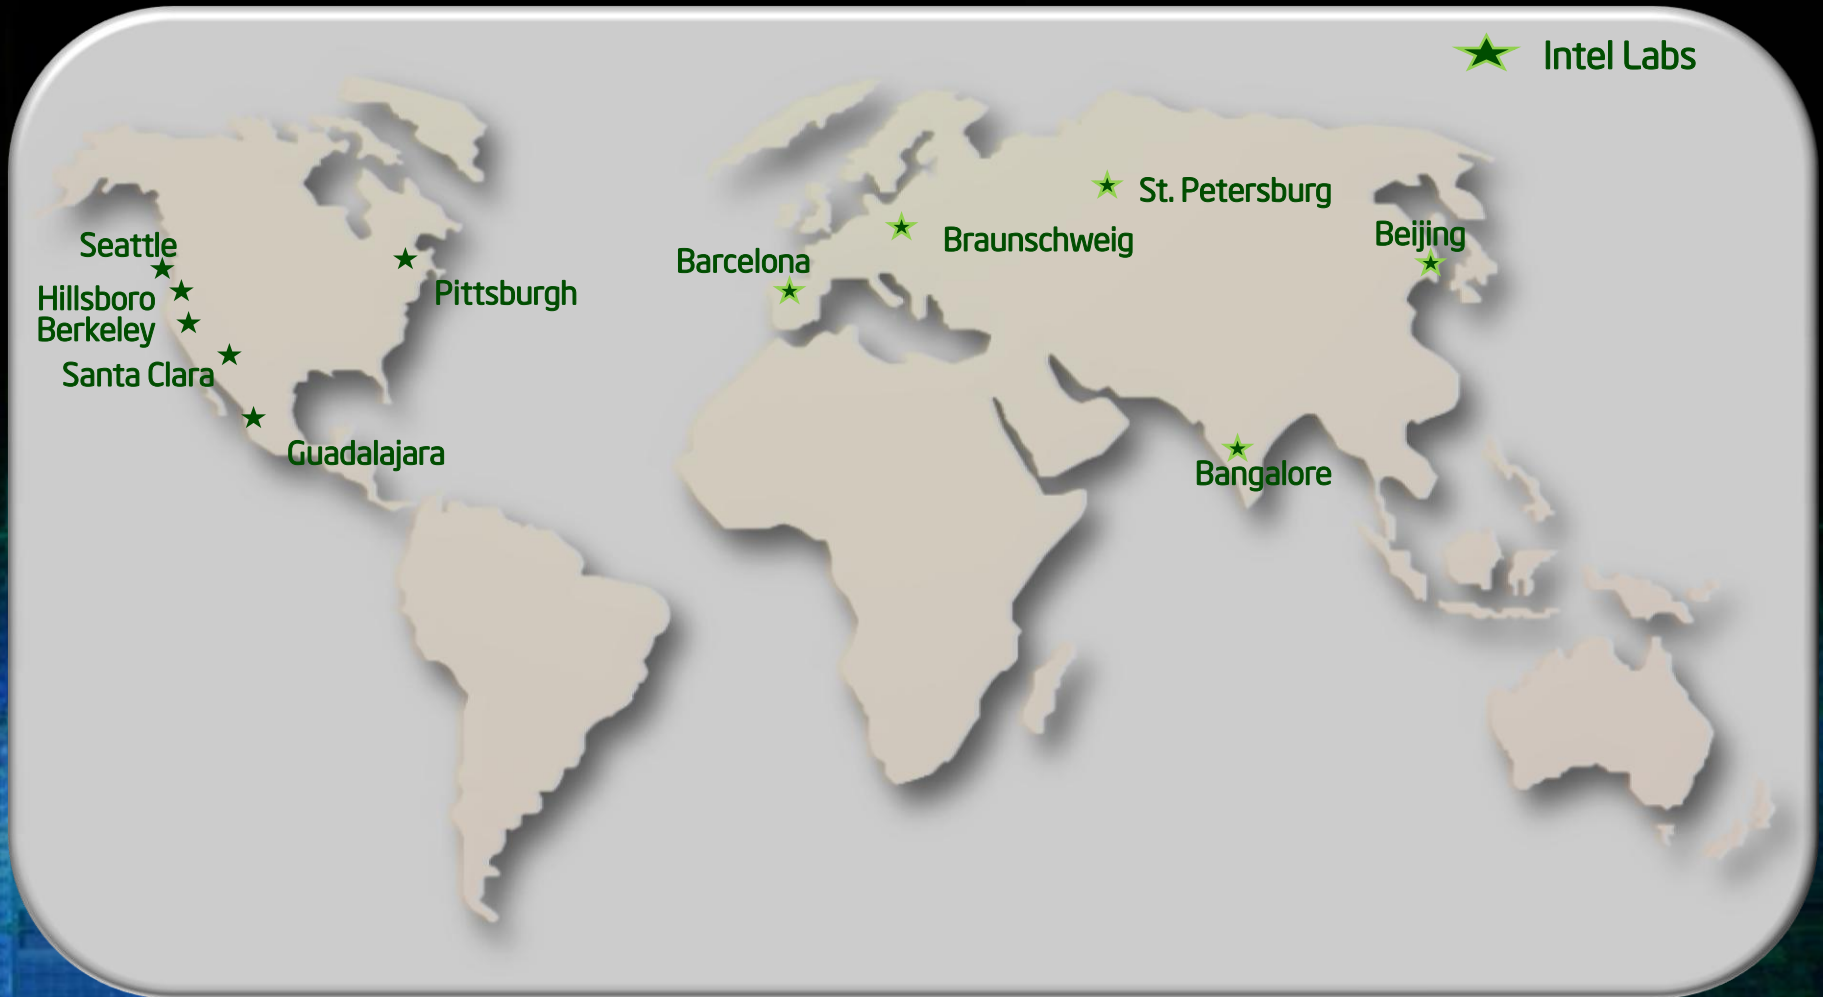 Intel Labs
St. Petersburg
Seattle
Beijing
Braunschweig
Barcelona
Pittsburgh
Hillsboro
Berkeley
Santa Clara
Guadalajara
Bangalore